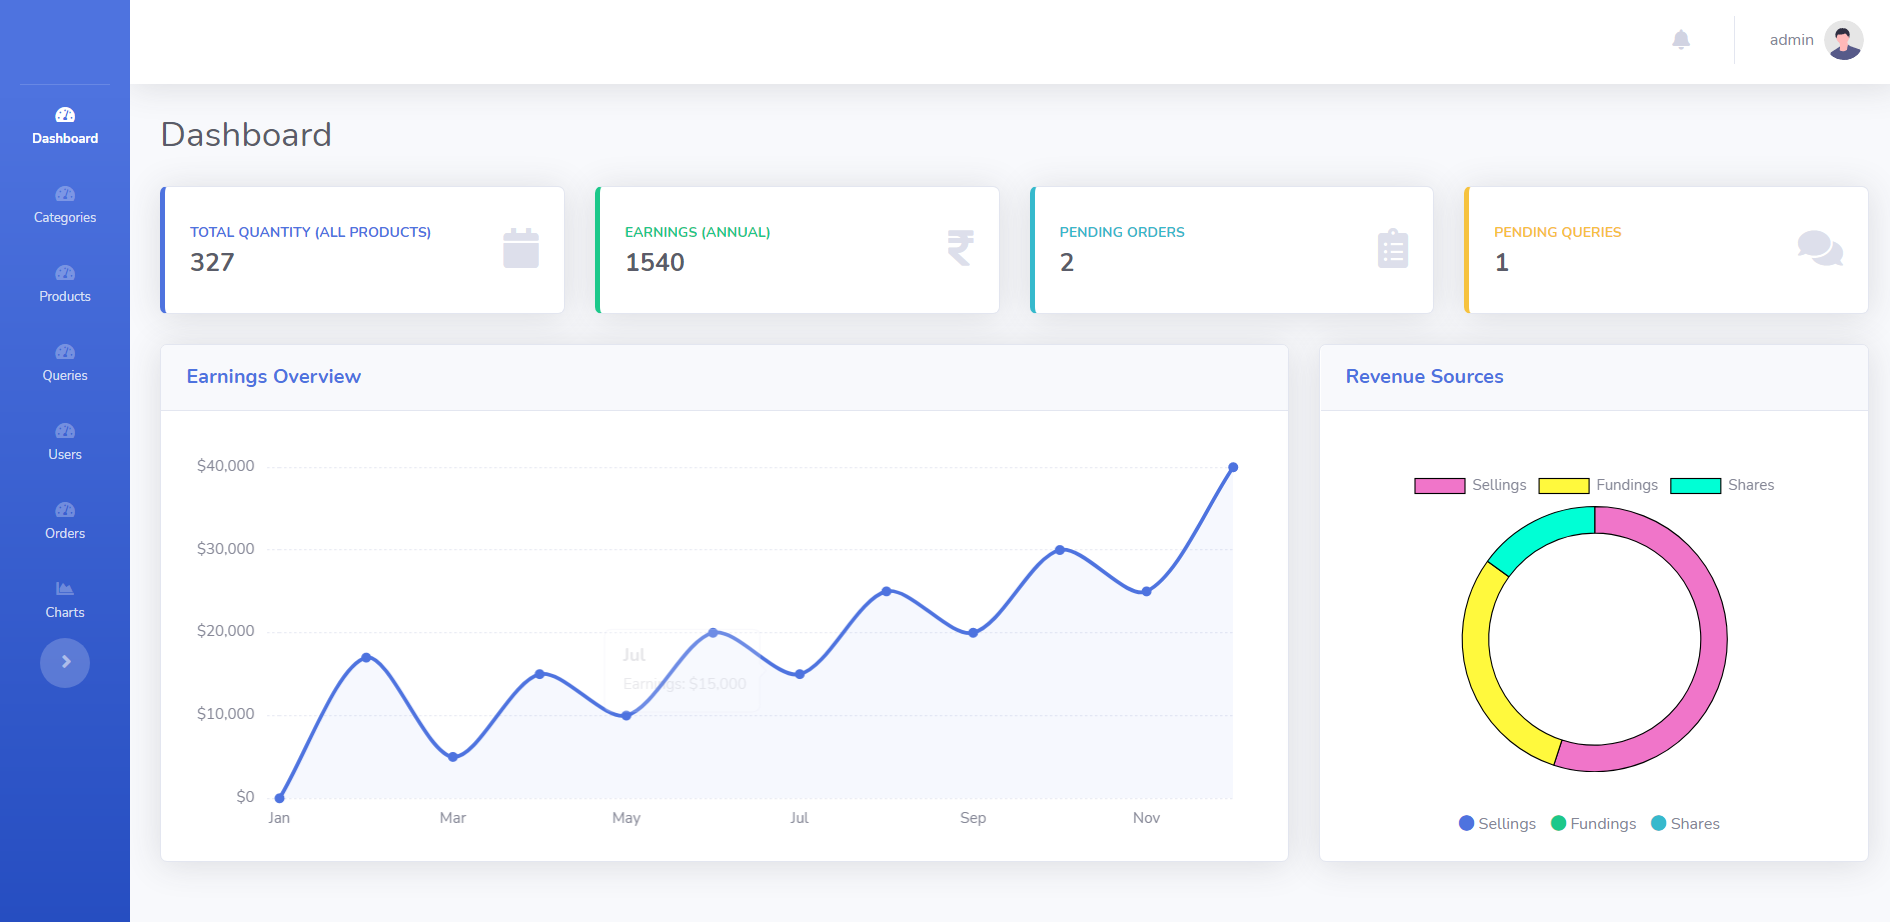 admin
Dashboard
Categories
Products
Queries
Users
Orders
Charts
Dashboard
TOTAL QUANTITY (ALL PRODUCTS)
327
EARNINGS (ANNUAL)
1540
PENDING ORDERS
2
PENDING QUERIES
1
Earnings Overview
$40,000
$30,000
$20,000
$10,000
$0
Jan Mar May Jul Sep Nov
Jul
Earnings: $15,000
Revenue Sources
Sellings Fundings Shares
Sellings Fundings Shares